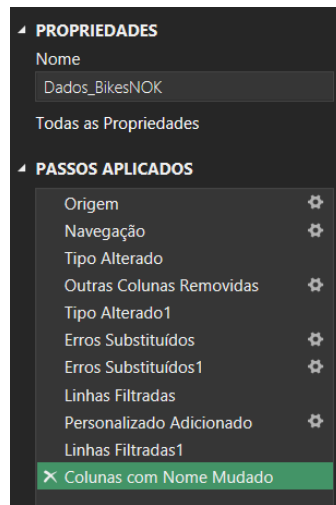 PROPRIEDADES
Nome
Dados_BikesNOK
Todas as Propriedades
PASSOS APLICADOS
Origem
Navegação
Tipo Alterado
Outras Colunas Removidas
Tipo Alterado1
Erros Substituídos
Erros Substituídos1
Linhas Filtradas
Personalizado Adicionado
Linhas Filtradas1
Colunas com Nome Mudado